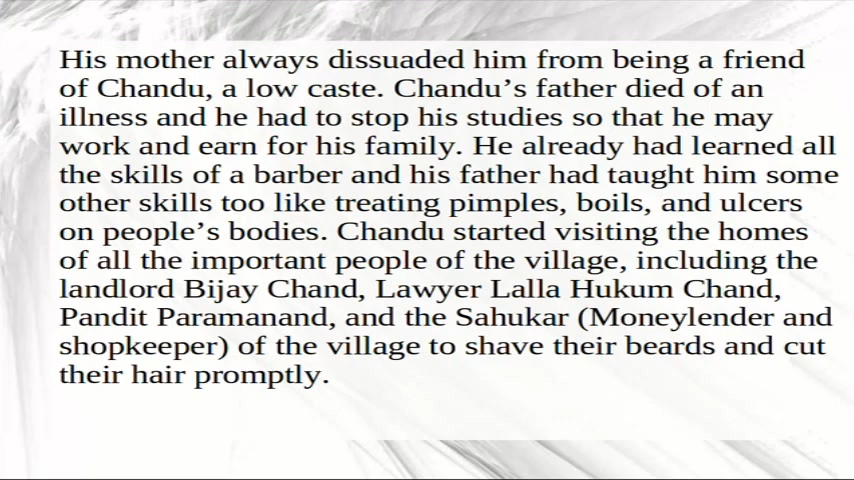 His mother always dissuaded him from being a friend
of Chandu, a low caste. Chandu’s father died of an
illness and he had to stop his studies so that he may
work and earn for his family. He already had learned all
the skills of a barber and his father had taught him some
other skills too like treating pimples, boils, and ulcers
on people’s bodies. Chandu started visiting the homes
of all the important people of the village, including the
landlord Bijay Chand, Lawyer Lalla Hukum Chand,
Pandit Paramanand, and the Sahukar (Moneylender and
shopkeeper) of the village to shave their beards and cut
their hair promptly.